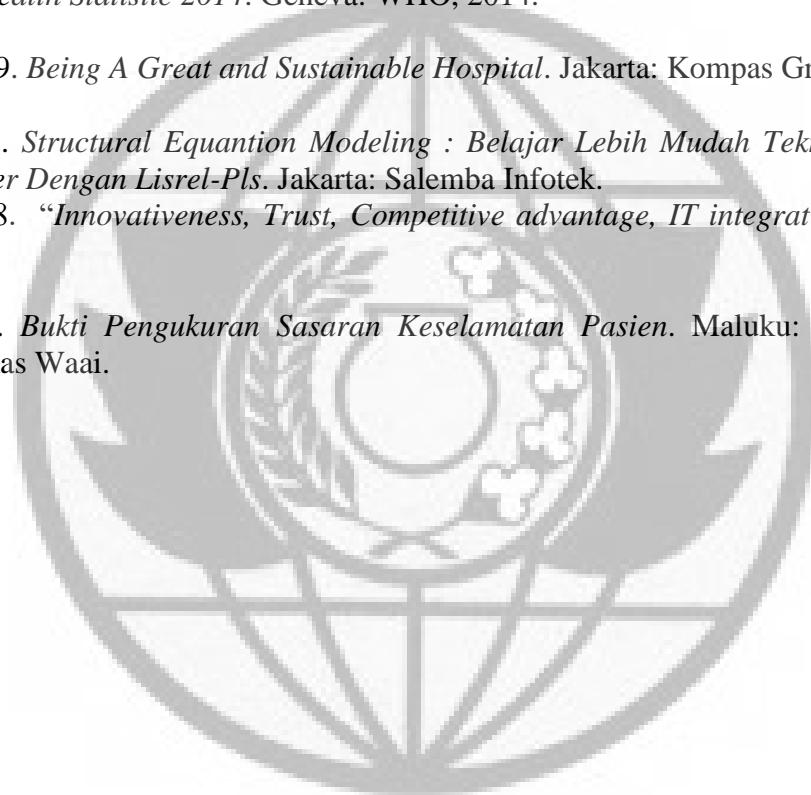 Health Statistic 2014. Geneva: WHO, 2014.
9. Being A Great and Sustainable Hospital. Jakarta: Kompas Gr
. Structural Equantion Modeling : Belajar Lebih Mudah Tek
er Dengan Lisrel-Pls. Jakarta: Salemba Infotek.
8. “Innovativeness, Trust, Competitive advantage, IT integrat
. Bukti Pengukuran Sasaran Keselamatan Pasien. Maluku:
as Waai.